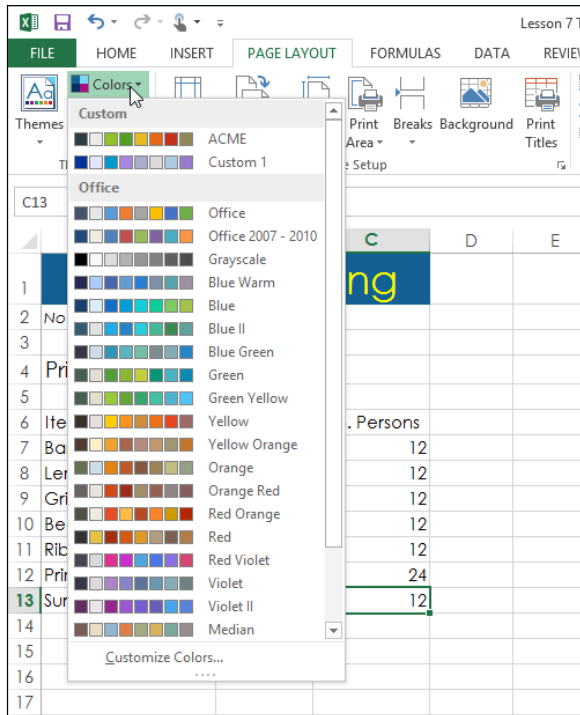 Lesson 7 T
FILE HOME INSERT PAGE LAYOUT FORMULAS DATA REVIE
Aa Colors
Themes Print Area Breaks Background Print Titles
Setup
C13
Custom
ACME
Custom 1
Office
Office
Office 2007 - 2010
Grayscale
Blue Warm
Blue
Blue II
Blue Green
Green
Green Yellow
Yellow
Yellow Orange
Orange
Orange Red
Red Orange
Red
Red Violet
Violet
Violet II
Median
Customize Colors...
C D E
1 ng
2 No
3
4 Pri
5
6 Ite . Persons
7 Ba 12
8 Ler 12
9 Gri 12
10 Be 12
11 Rib 12
12 Prir 24
13 Sur 12
14
15
16
17